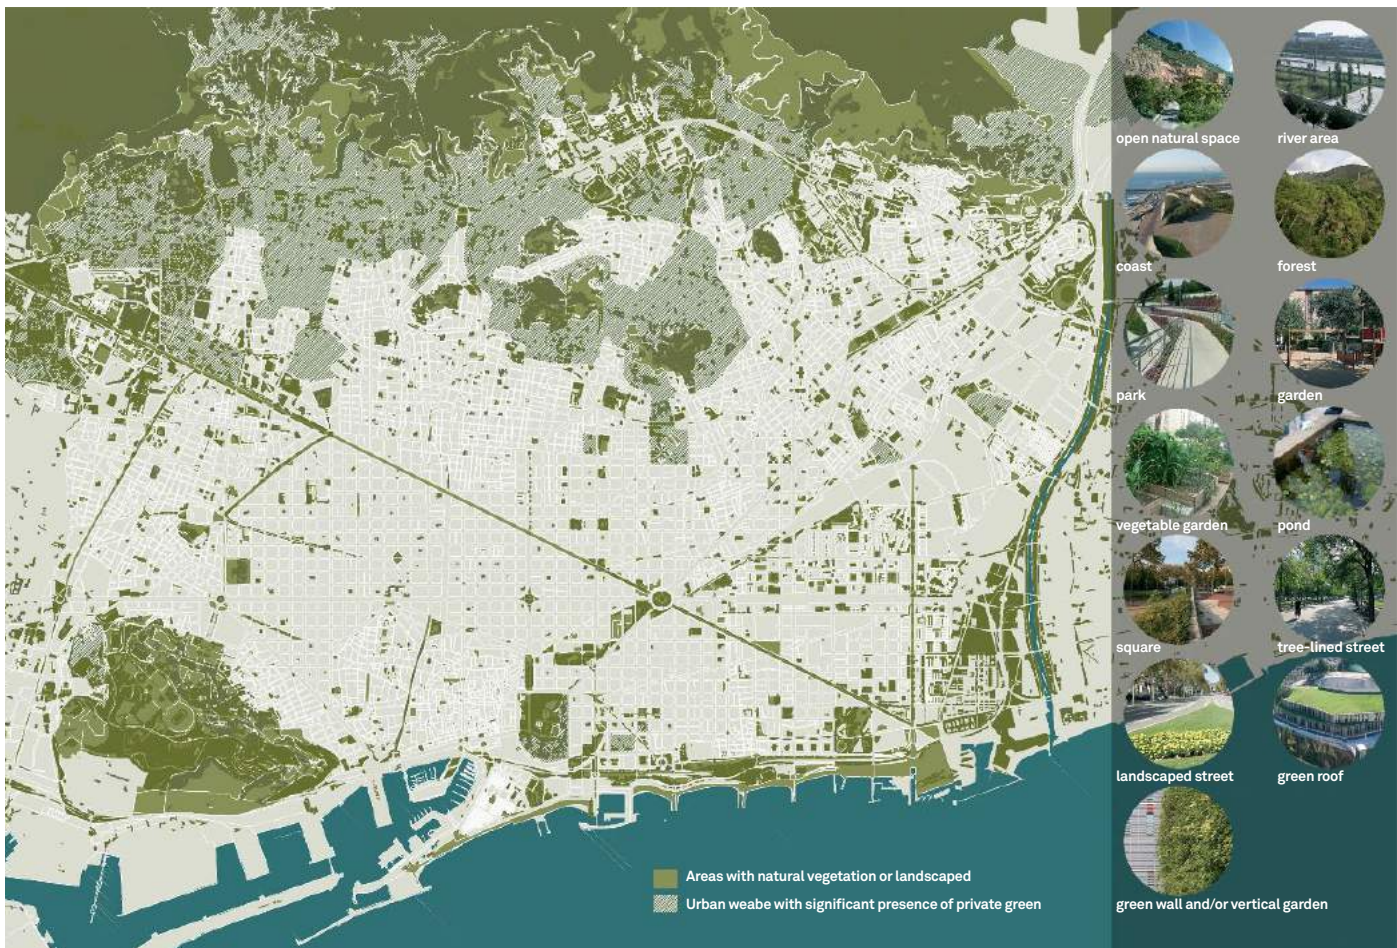 open natural space
river area
coast
forest
park
garden
vegetable garden
pond
square
tree-lined street
landscaped street
green roof
green wall and/or vertical garden
Areas with natural vegetation or landscaped
Urban weabe with significant presence of private green